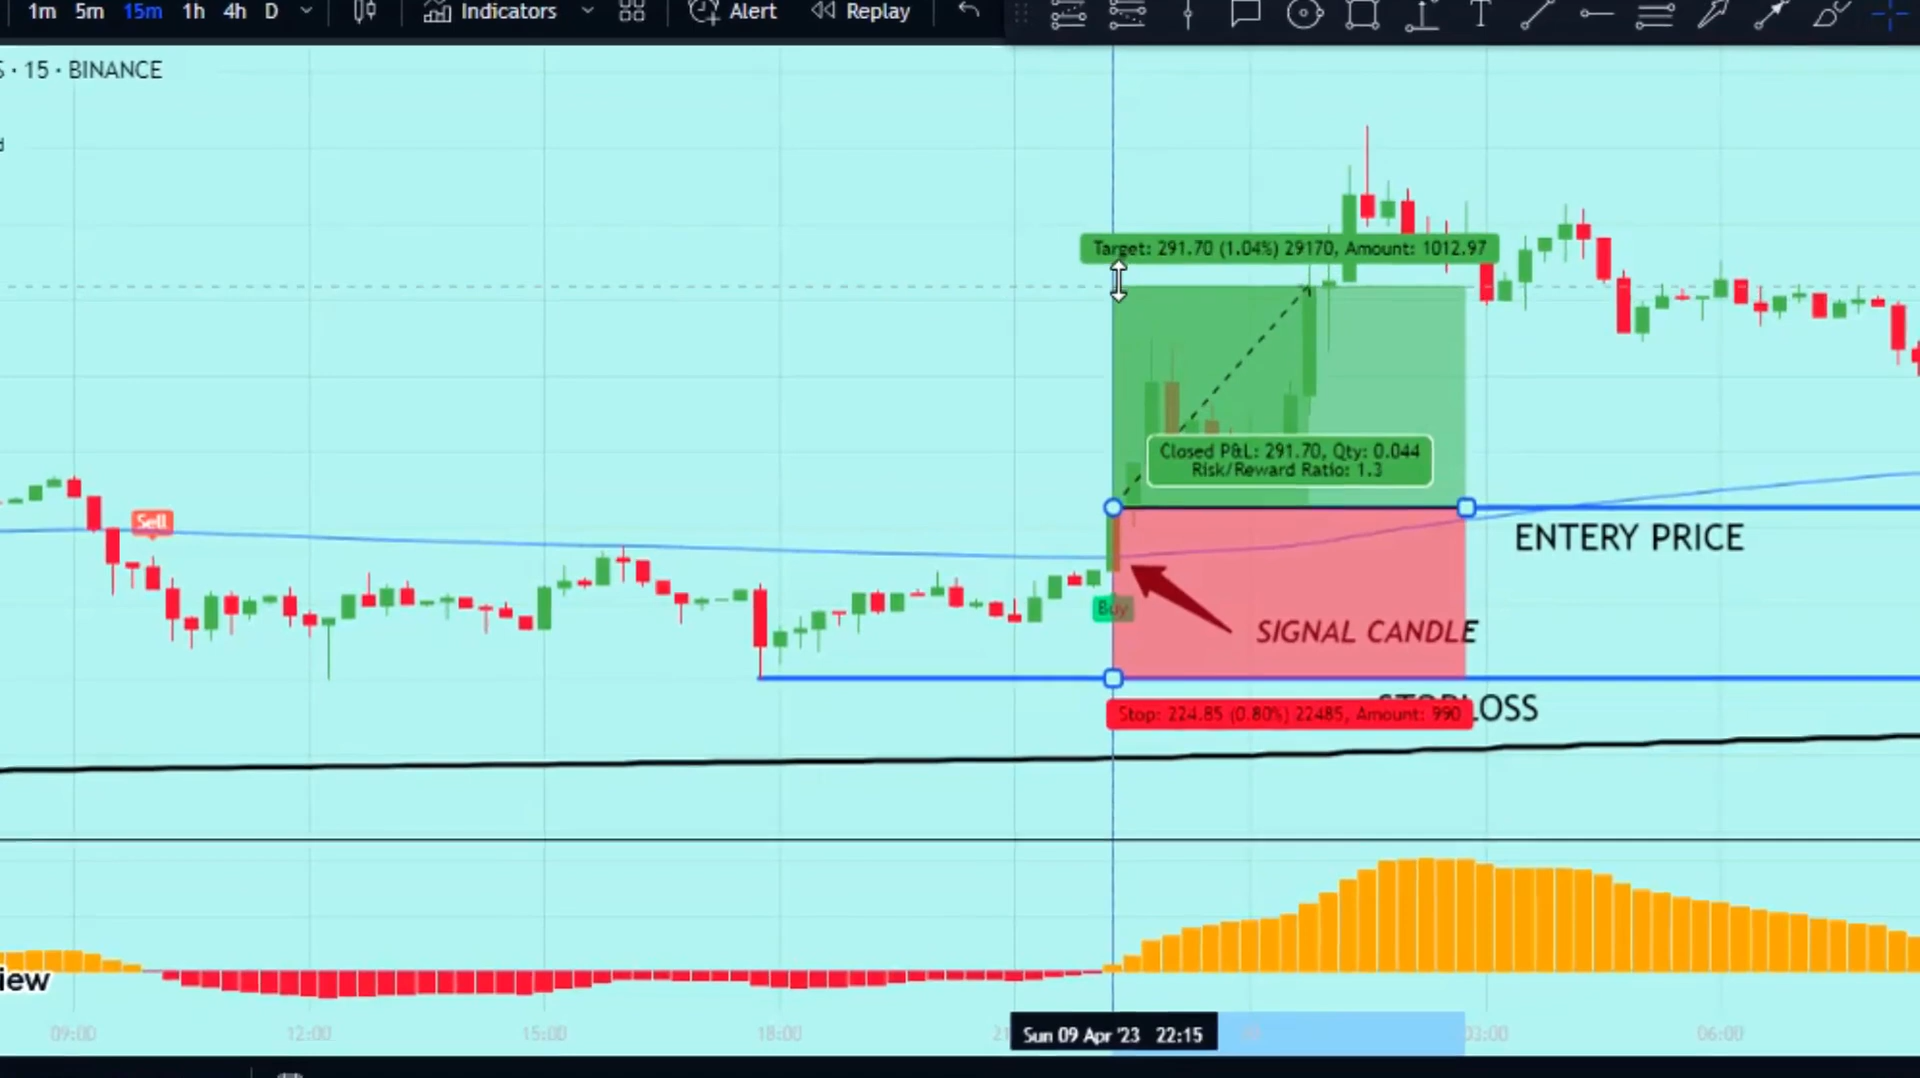 1m 5m 15m 1h 4h D Indicators Alert Replay
· 15 · BINANCE
Target: 291.70 (1.04%) 29170, Amount: 1012.97
Closed P&L: 291.70, Qty: 0.044
Risk/Reward Ratio: 1.3
Sell
ENTERY PRICE
Buy
SIGNAL CANDLE
Stop: 224.85 (0.80%) 22485, Amount: 990
iew
09:00 12:00 15:00 18:00 Sun 09 Apr '23 22:15 03:00 06:00